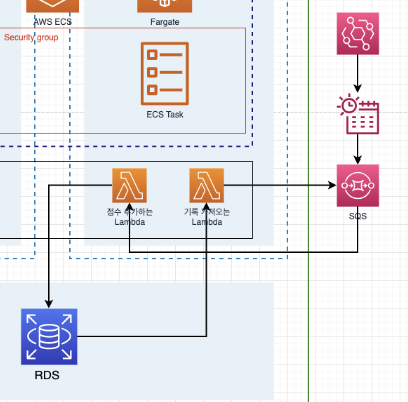 AWS ECS
Fargate
Security group
ECS Task
점수 추가하는
Lambda
기록 가져오는
Lambda
SQS
RDS